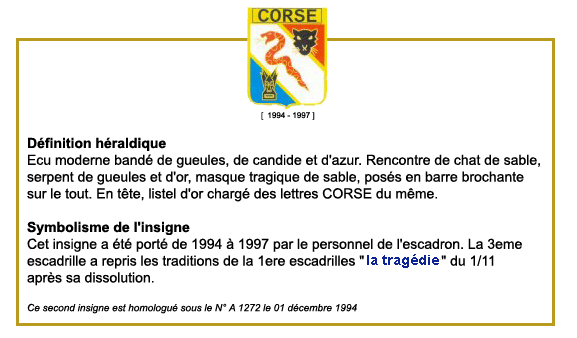 CORSE
[ 1994 - 1997 ]
Définition héraldique
Ecu moderne bandé de gueules, de candide et d'azur. Rencontre de chat de sable,
serpent de gueules et d'or, masque tragique de sable, posés en barre brochante
sur le tout. En tête, listel d'or chargé des lettres CORSE du même.
Symbolisme de l'insigne
Cet insigne a été porté de 1994 à 1997 par le personnel de l'escadron. La 3eme
escadrille a repris les traditions de la 1ere escadrilles "la tragédie" du 1/11
après sa dissolution.
Ce second insigne est homologué sous le N° A 1272 le 01 décembre 1994